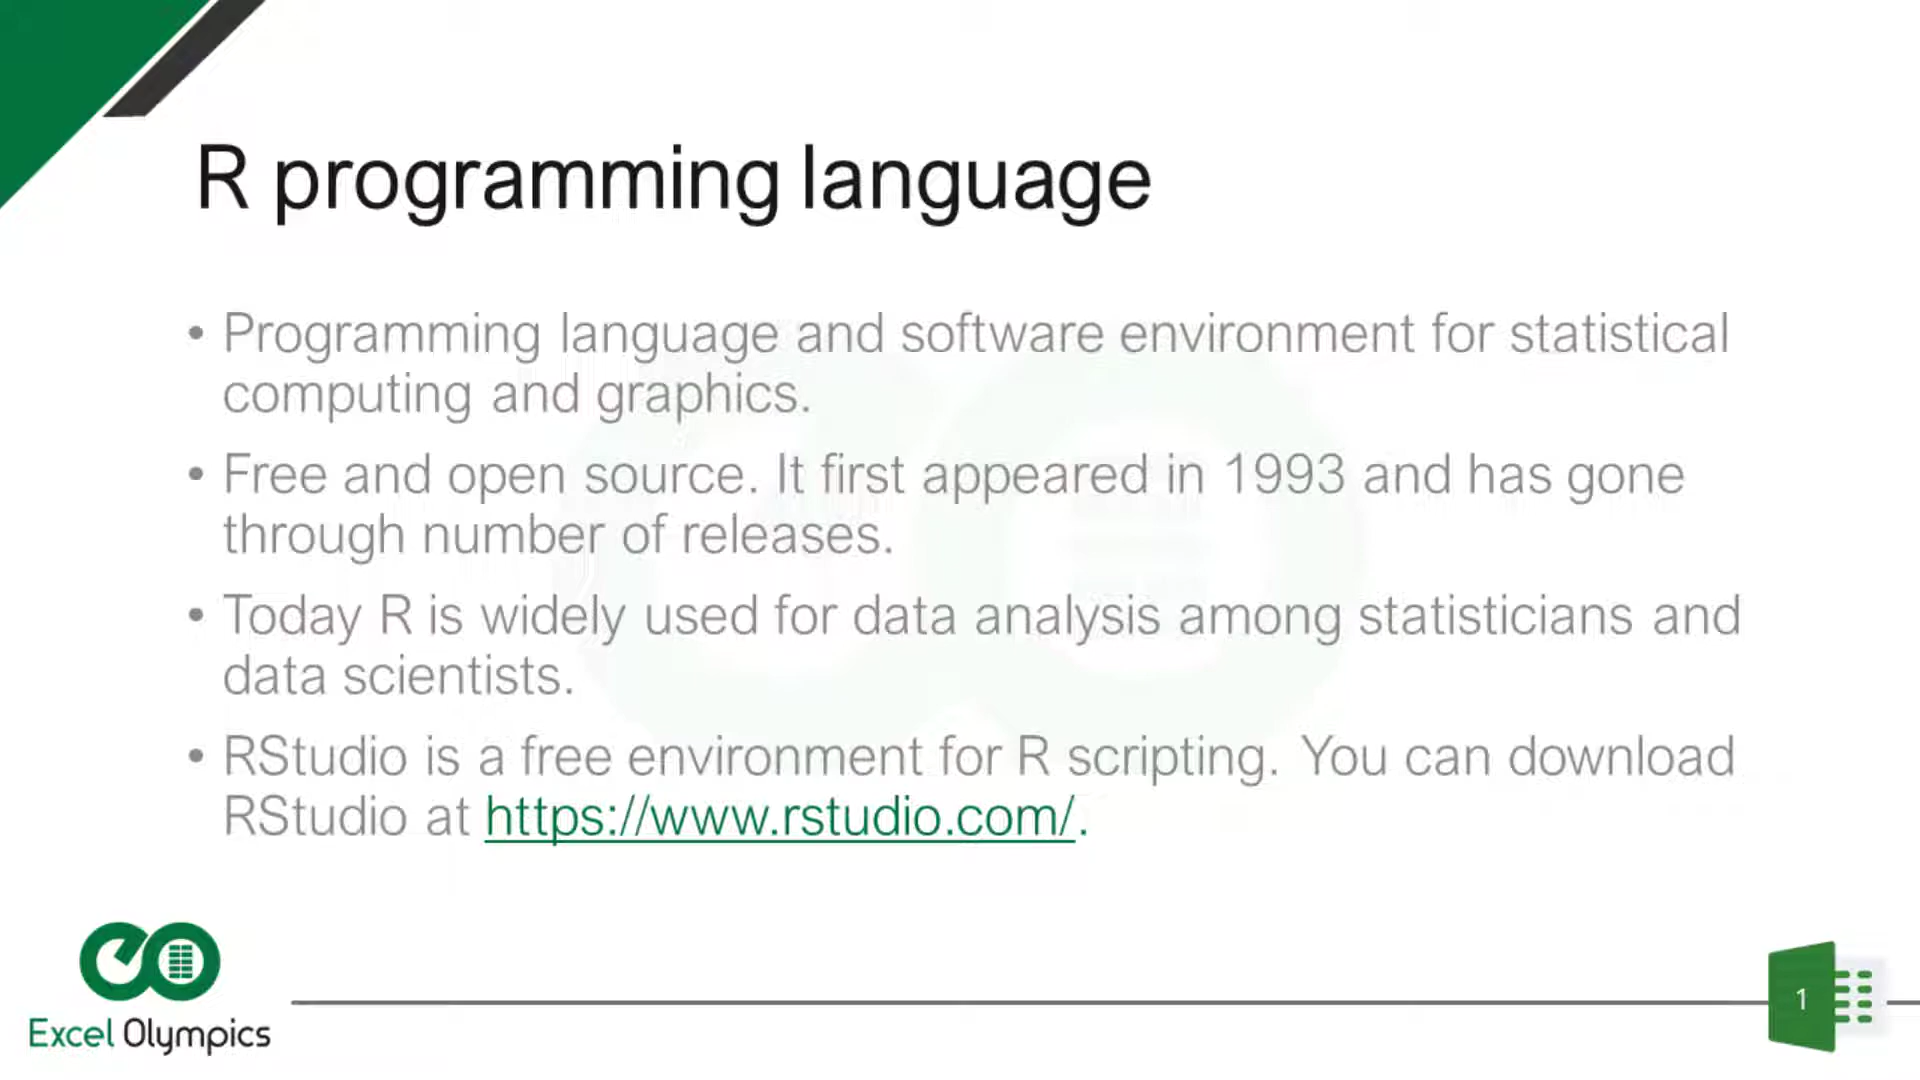 R programming language
• Programming language and software environment for statistical
computing and graphics.
• Free and open source. It first appeared in 1993 and has gone
through number of releases.
• Today R is widely used for data analysis among statisticians and
data scientists.
• RStudio is a free environment for R scripting. You can download
RStudio at https://www.rstudio.com/.
Excel Olympics
1